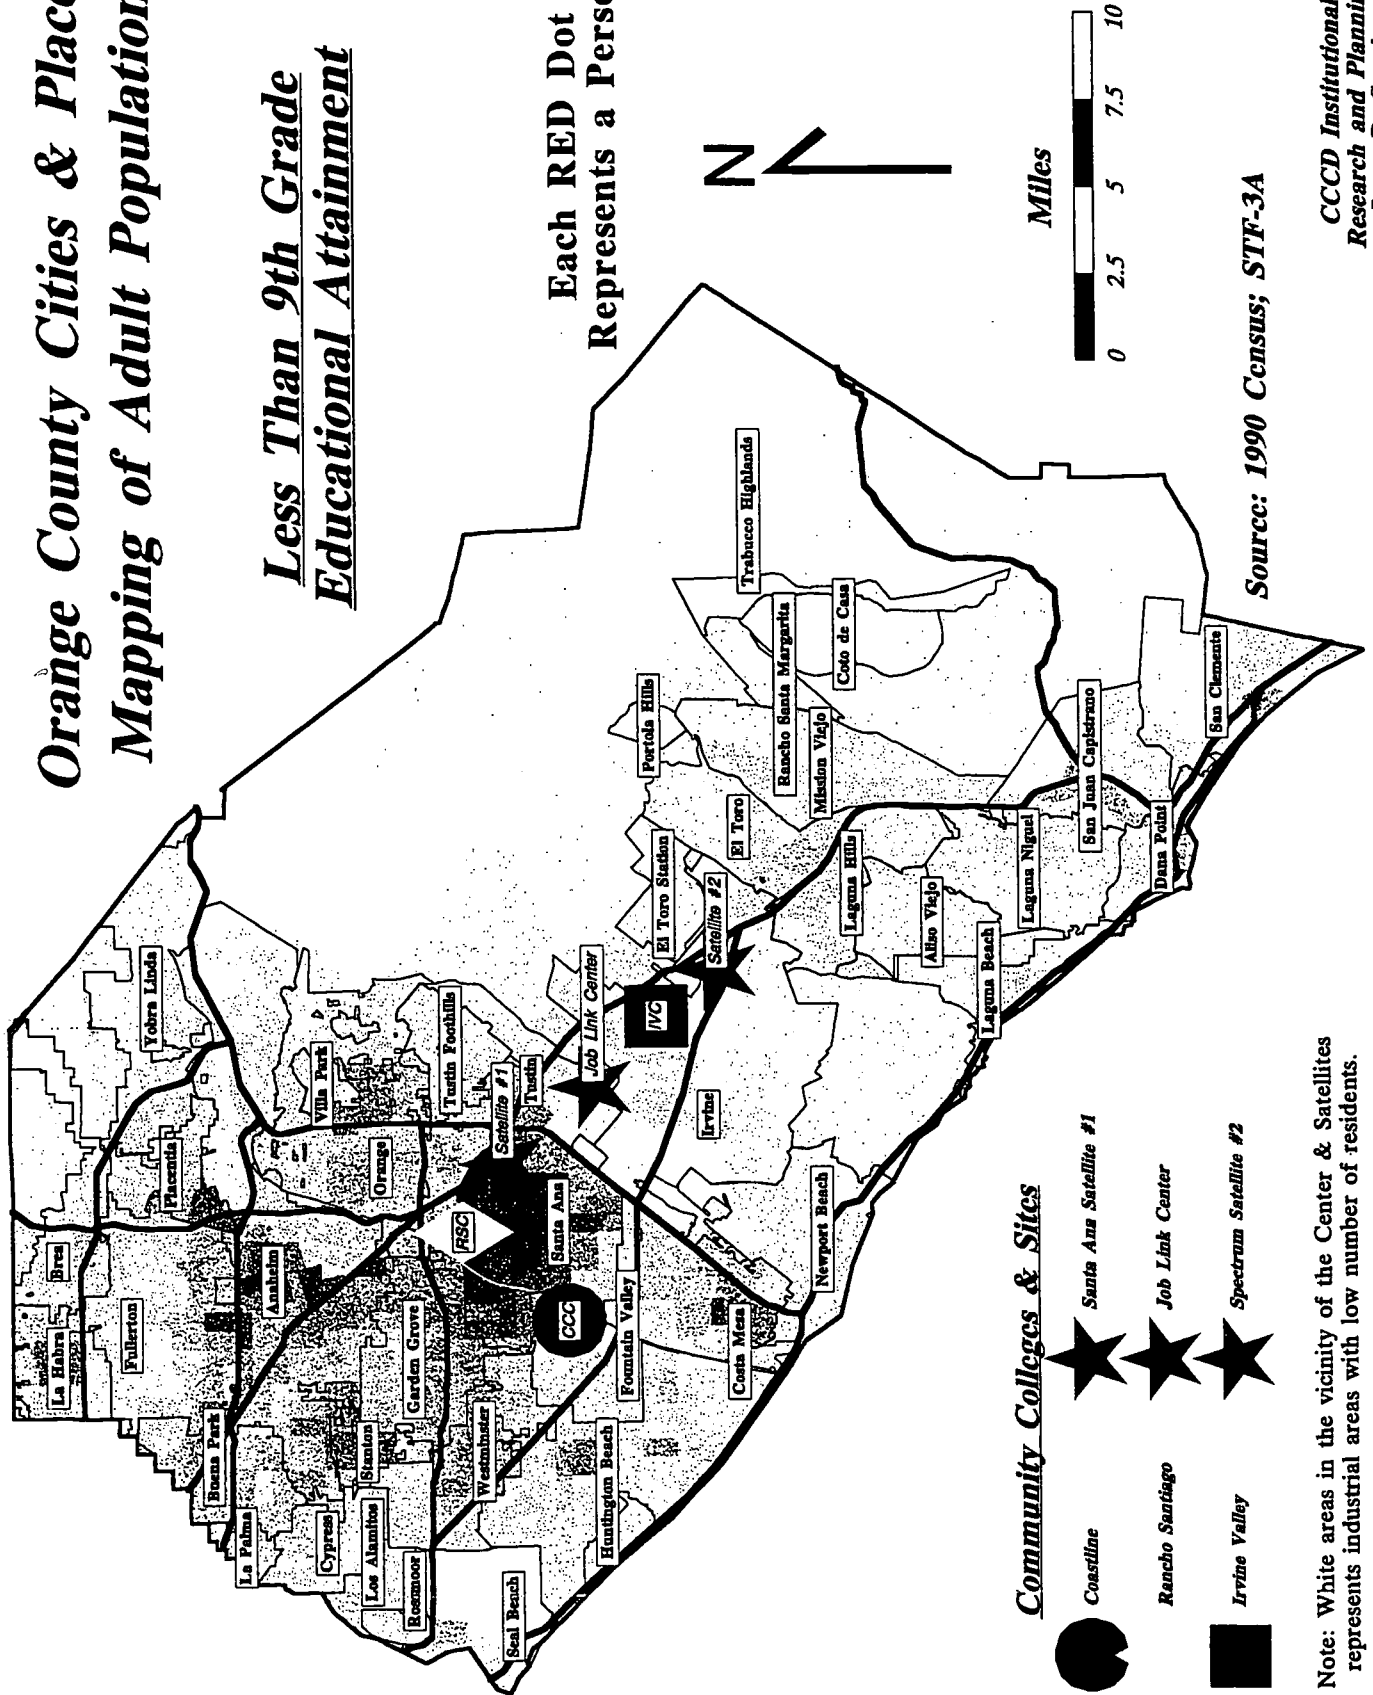 Orange County Cities & Plac
Mapping of Adult Population
Less Than 9th Grade
Educational Attainment
Each RED Dot
Represents a Perso
N
Miles
0 2.5 5 7.5 10
Source: 1990 Census; STF-3A
CCCD Institutional
Research and Plannin
La Habra
Brea
Fullerton
Placentia
Yobra Linda
Buena Park
La Palma
Anaheim
Cypress
Stanton
Los Alamitos
Rossmoor
Garden Grove
Orange
Villa Park
Tustin Foothills
RSC
Satellite #1
Tustin
Westminster
Santa Ana
CCC
Seal Beach
Job Link Center
Huntington Beach
Fountain Valley
IVC
El Toro Station
Portola Hills
Satellite #2
Irvine
El Toro
Costa Mesa
Trabucco Highlands
Rancho Santa Margarita
Newport Beach
Mission Viejo
Coto de Casa
Laguna Hills
Aliso Viejo
Laguna Beach
Laguna Niguel
San Juan Capistrano
Dana Point
San Clemente
Community Colleges & Sites
Coastline
Santa Ana Satellite #1
Rancho Santiago
Job Link Center
Irvine Valley
Spectrum Satellite #2
Note: White areas in the vicinity of the Center & Satellites
represents industrial areas with low number of residents.